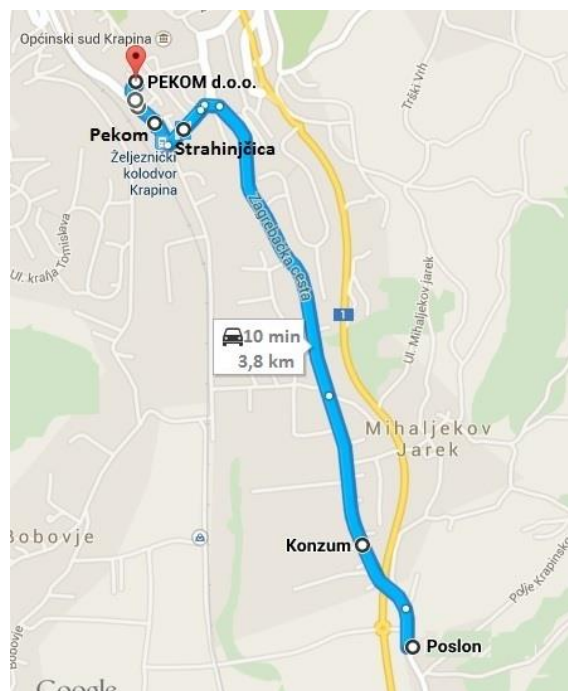 Općinski sud Krapina
PEKOM d.o.o.
Trški Vrh
Pekom
Strahinjčica
Željeznički
kolodvor
Krapina
Ul. kralja Tomislava
Zagrebačka cesta
1
Ul. Mihaljekov jarek
10 min
3,8 km
Mihaljekov
Jarek
Bobovje
Konzum
Polje Krapinsko
Poslon
Bobovje
Google